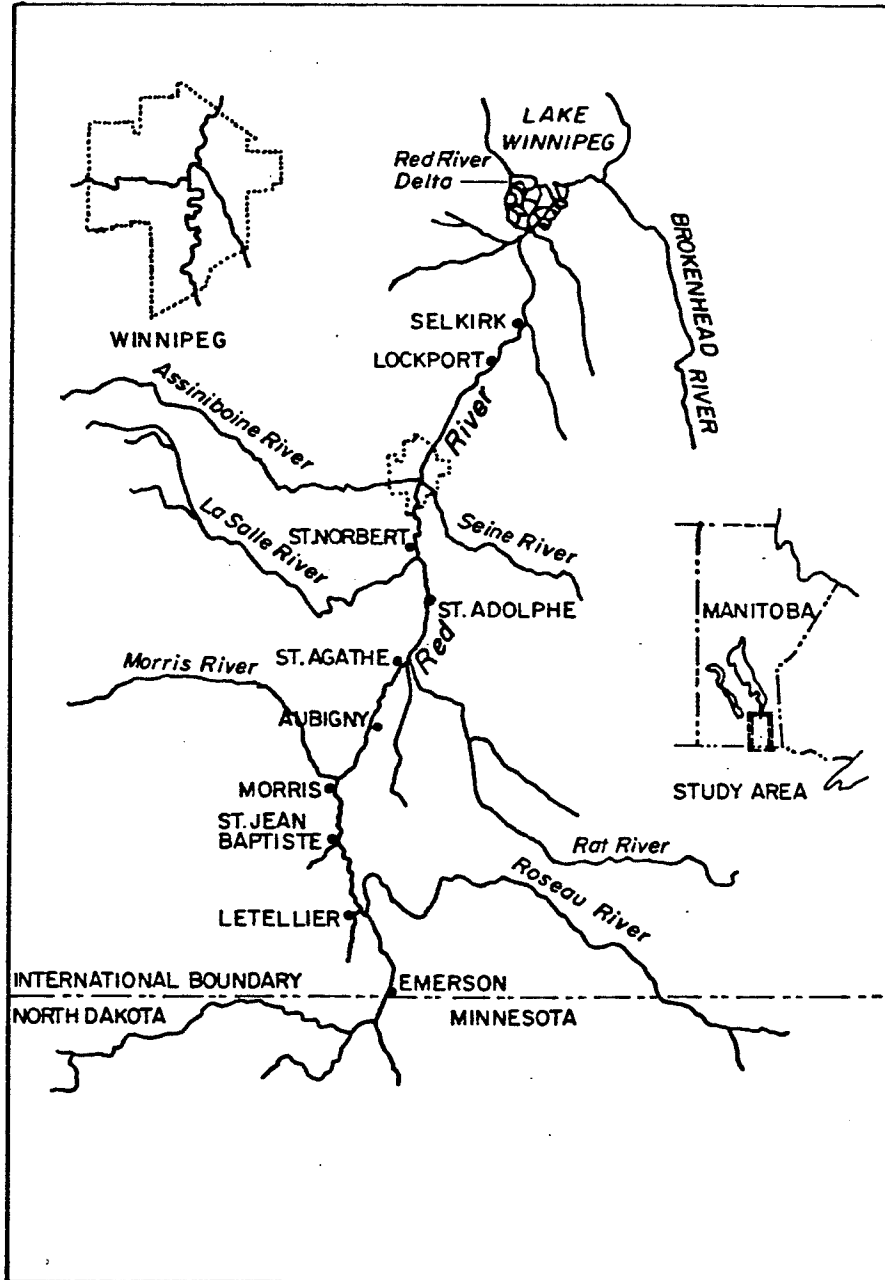 LAKE
WINNIPEG
Red River
Delta
BROKENHEAD RIVER
WINNIPEG
SELKIRK
LOCKPORT
Assiniboine River
River
La Salle River
ST.NORBERT
Seine River
ST. ADOLPHE
MANITOBA
Red
ST. AGATHE
Morris River
AUBIGNY
STUDY AREA
MORRIS
ST. JEAN
BAPTISTE
Rat River
Roseau River
LETELLIER
INTERNATIONAL BOUNDARY
EMERSON
NORTH DAKOTA
MINNESOTA